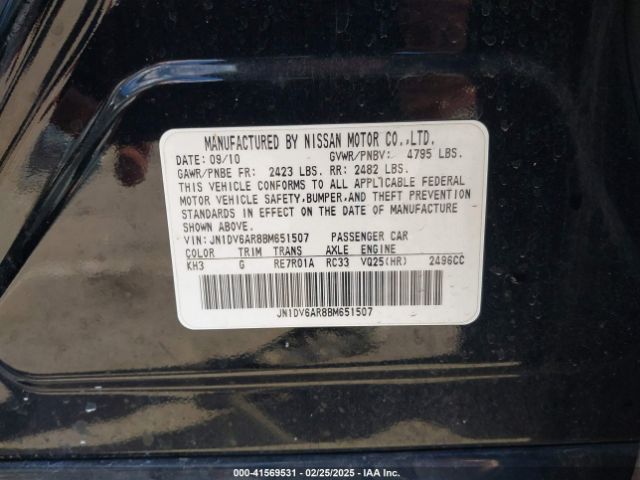 MANUFACTURED BY NISSAN MOTOR CO.,LTD.
DATE: 09/10 GVWR/PNBV: 4795 LBS.
GAWR/PNBE FR: 2423 LBS. RR: 2482 LBS.
THIS VEHICLE CONFORMS TO ALL APPLICABLE FEDERAL
MOTOR VEHICLE SAFETY,BUMPER,AND THEFT PREVENTION
STANDARDS IN EFFECT ON THE DATE OF MANUFACTURE
SHOWN ABOVE.
VIN: JN1DV6AR8BM651507 PASSENGER CAR
COLOR TRIM TRANS AXLE ENGINE
KH3 G RE7R01A RC33 VQ25(HR) 2496CC
JN1DV6AR8BM651507
000-41569531 - 02/25/2025 - IAA Inc.